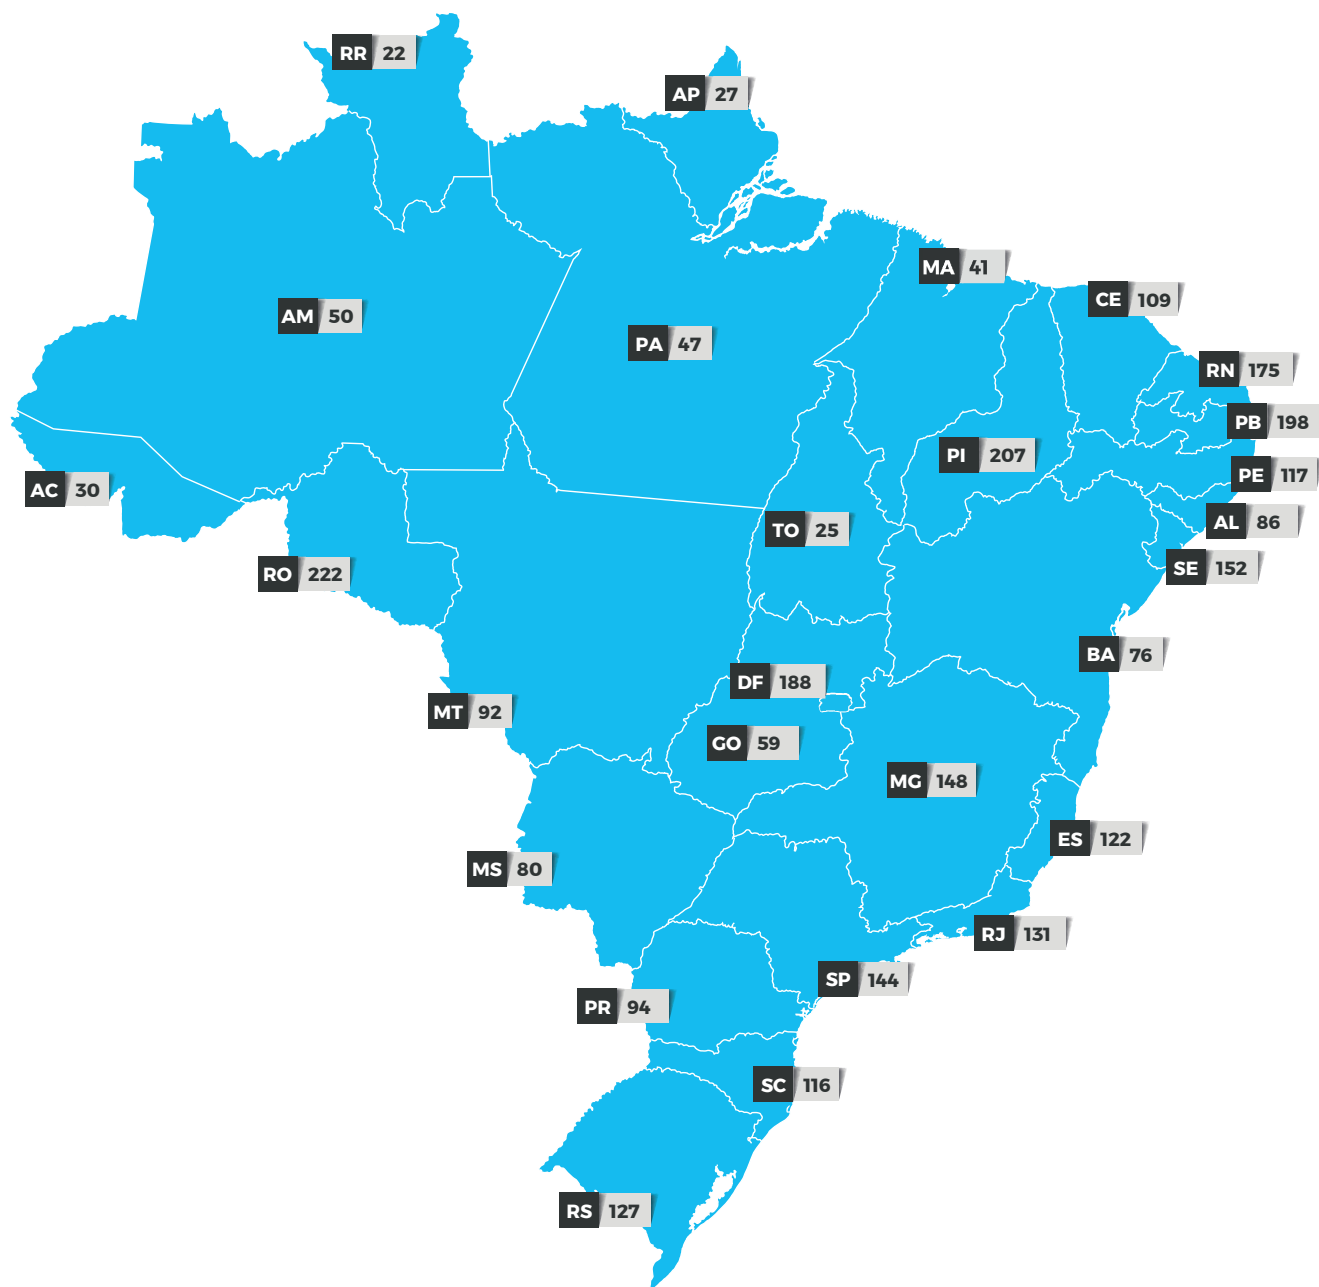 RR 22
AP 27
MA 41
CE 109
AM 50
PA 47
RN 175
PB 198
PI 207
PE 117
AC 30
AL 86
TO 25
SE 152
RO 222
BA 76
DF 188
MT 92
GO 59
MG 148
ES 122
MS 80
RJ 131
SP 144
PR 94
SC 116
RS 127